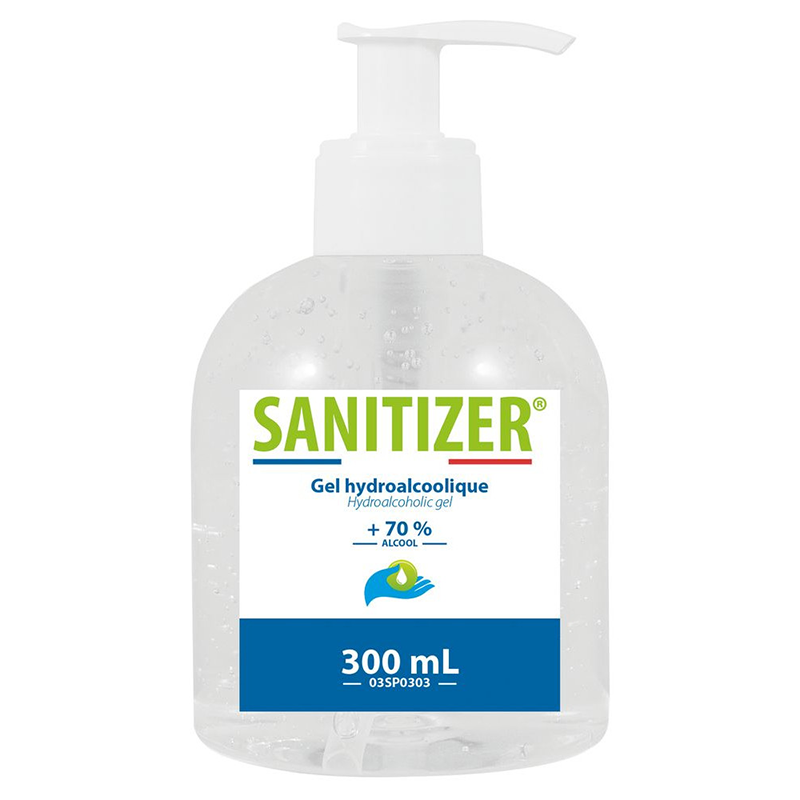 SANITIZER®
Gel hydroalcoolique
Hydroalcoholic gel
+ 70 %
ALCOOL
300 mL
03SP0303